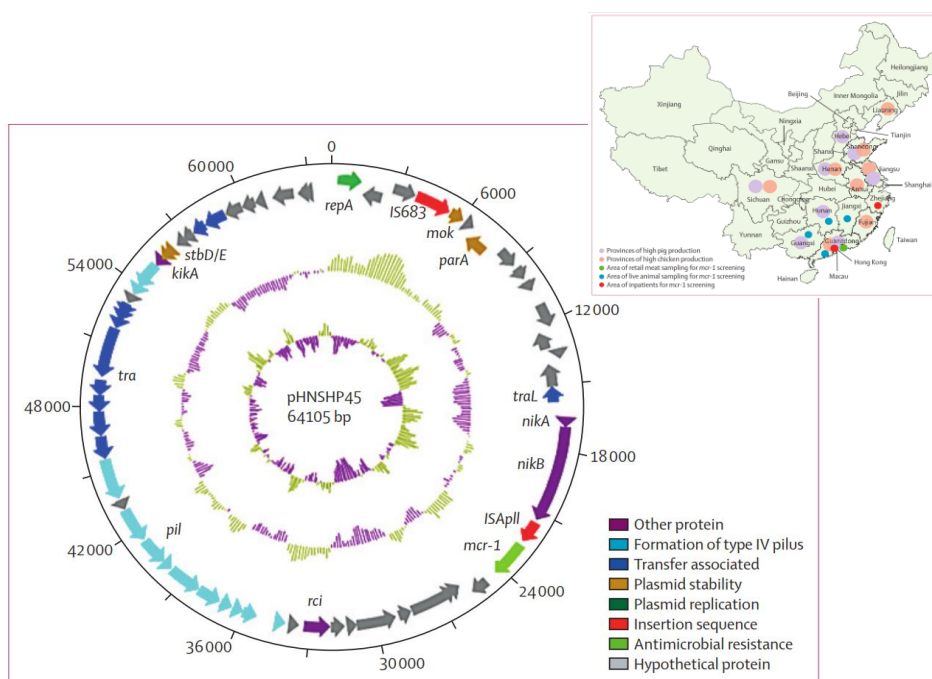 0
6000
12000
18000
24000
30000
36000
42000
48000
54000
60000
repA
IS683
mok
parA
traL
nikA
nikB
ISApll
mcr-1
rci
pil
tra
kikA
stbD/E
pHNSHP45
64105 bp
Other protein
Formation of type IV pilus
Transfer associated
Plasmid stability
Plasmid replication
Insertion sequence
Antimicrobial resistance
Hypothetical protein
Heilongjiang
Jilin
Inner Mongolia
Liaoning
Beijing
Xinjiang
Ningxia
Hebei
Tianjin
Shandong
Shanxi
Qinghai
Gansu
Shaanxi
Henan
Jiangsu
Shanghai
Tibet
Sichuan
Chongqing
Hubei
Anhui
Zhejiang
Hunan
Jiangxi
Guizhou
Fujian
Yunnan
Guangxi
Guangdong
Taiwan
Hong Kong
Macau
Hainan
Provinces of high pig production
Provinces of high chicken production
Area of retail meat sampling for mcr-1 screening
Area of live animal sampling for mcr-1 screening
Area of inpatients for mcr-1 screening